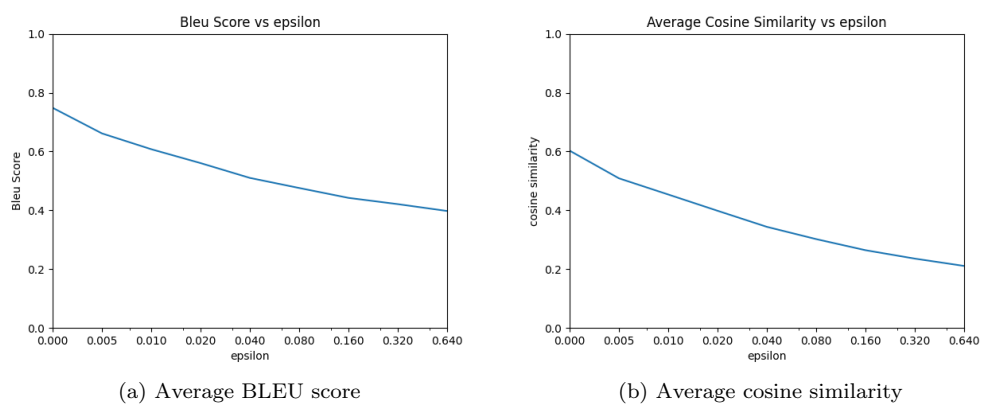 Bleu Score vs epsilon
1.0
0.8
0.6
0.4
0.2
0.0
Bleu Score
0.000 0.005 0.010 0.020 0.040 0.080 0.160 0.320 0.640
epsilon
(a) Average BLEU score
Average Cosine Similarity vs epsilon
1.0
0.8
0.6
0.4
0.2
0.0
cosine similarity
0.000 0.005 0.010 0.020 0.040 0.080 0.160 0.320 0.640
epsilon
(b) Average cosine similarity